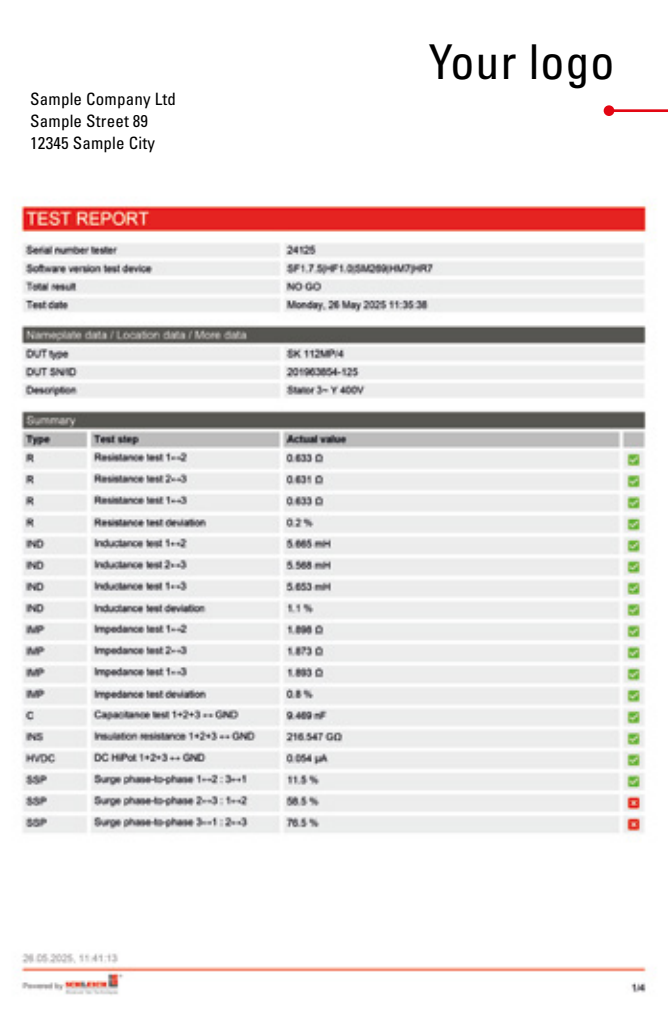 Your logo
Sample Company Ltd
Sample Street 89
12345 Sample City
TEST REPORT
Serial number tester 24125
Software version test device SF1.7.5|HF1.0|SM269|HM7|HR7
Total result NO GO
Test date Monday, 26 May 2025 11:35:38
Nameplate data / Location data / More data
DUT type SK 112MP/4
DUT SN/ID 201963854-125
Description Stator 3~ Y 400V
Summary
Type Test step Actual value
R Resistance test 1↔2 0.633 Ω
R Resistance test 2↔3 0.631 Ω
R Resistance test 1↔3 0.633 Ω
R Resistance test deviation 0.2 %
IND Inductance test 1↔2 5.665 mH
IND Inductance test 2↔3 5.568 mH
IND Inductance test 1↔3 5.653 mH
IND Inductance test deviation 1.1 %
IMP Impedance test 1↔2 1.898 Ω
IMP Impedance test 2↔3 1.873 Ω
IMP Impedance test 1↔3 1.893 Ω
IMP Impedance test deviation 0.8 %
C Capacitance test 1+2+3 ↔ GND 9.469 nF
INS Insulation resistance 1+2+3 ↔ GND 216.547 GΩ
HVDC DC HiPot 1+2+3 ↔ GND 0.054 µA
SSP Surge phase-to-phase 1↔2 : 3↔1 11.5 %
SSP Surge phase-to-phase 2↔3 : 1↔2 58.5 %
SSP Surge phase-to-phase 3↔1 : 2↔3 76.5 %
26.05.2025, 11:41:13
Powered by SCHLEICH
1/4